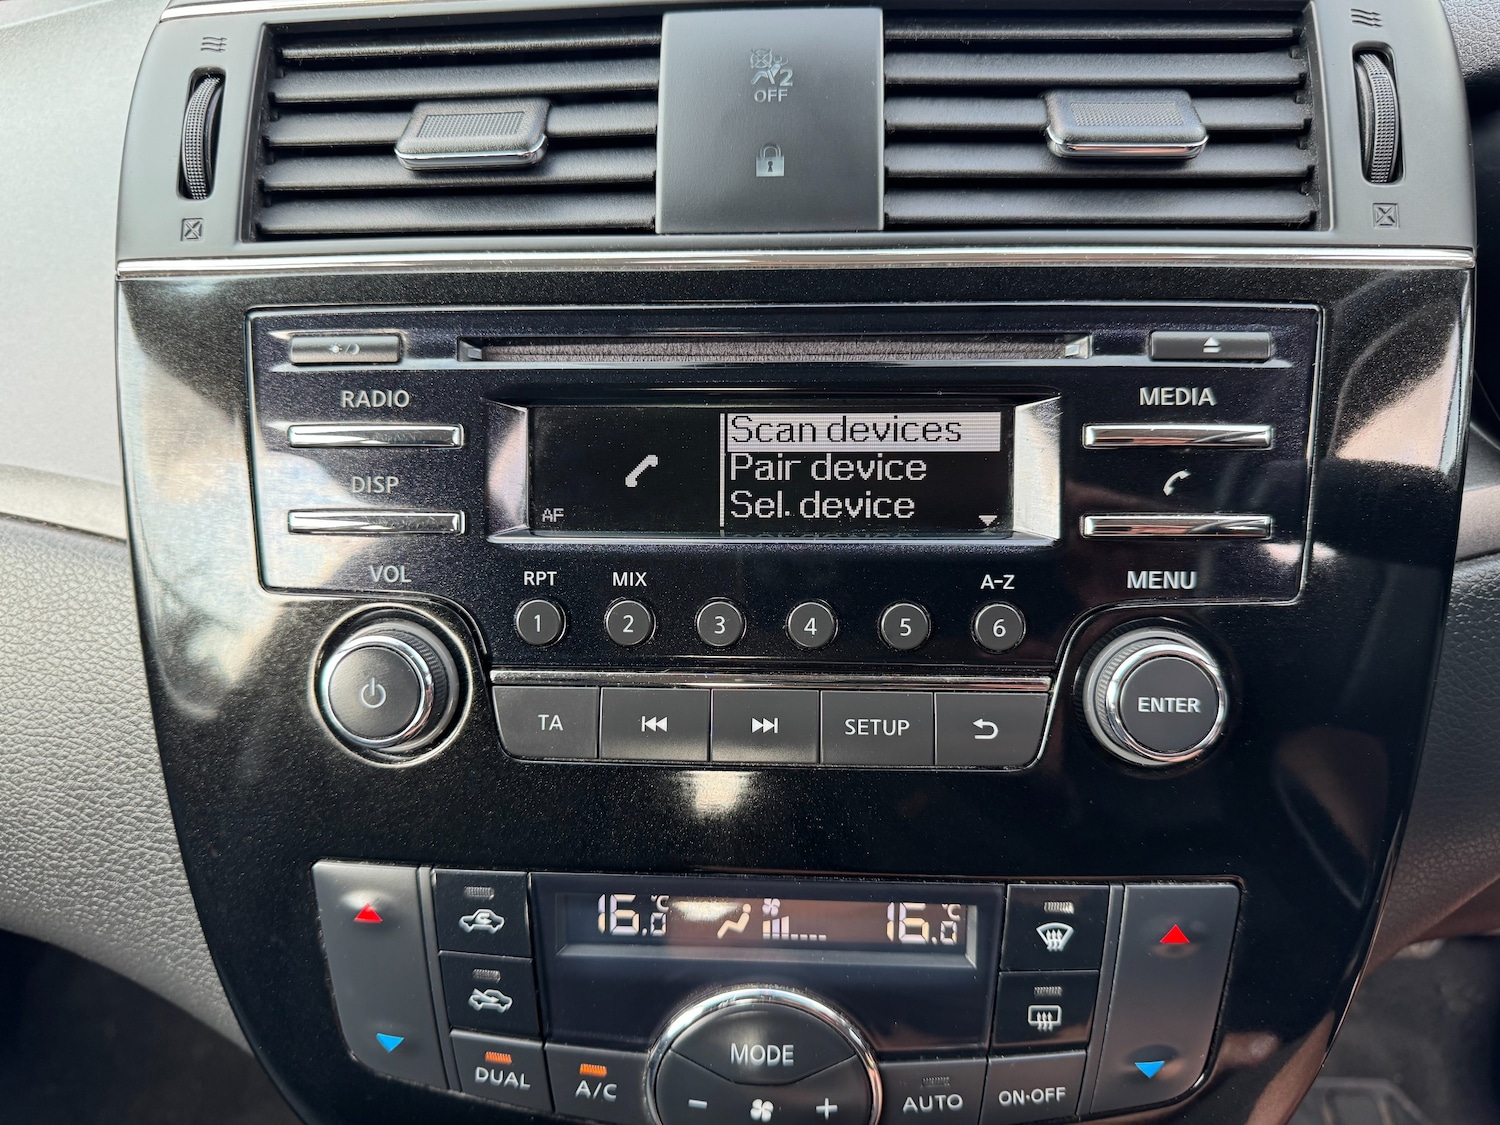 2
OFF
RADIO
MEDIA
DISP
Scan devices
Pair device
Sel. device
AF
VOL
RPT
MIX
A-Z
MENU
1
2
3
4
5
6
TA
SETUP
ENTER
16.0°C
16.0°C
MODE
DUAL
A/C
AUTO
ON·OFF